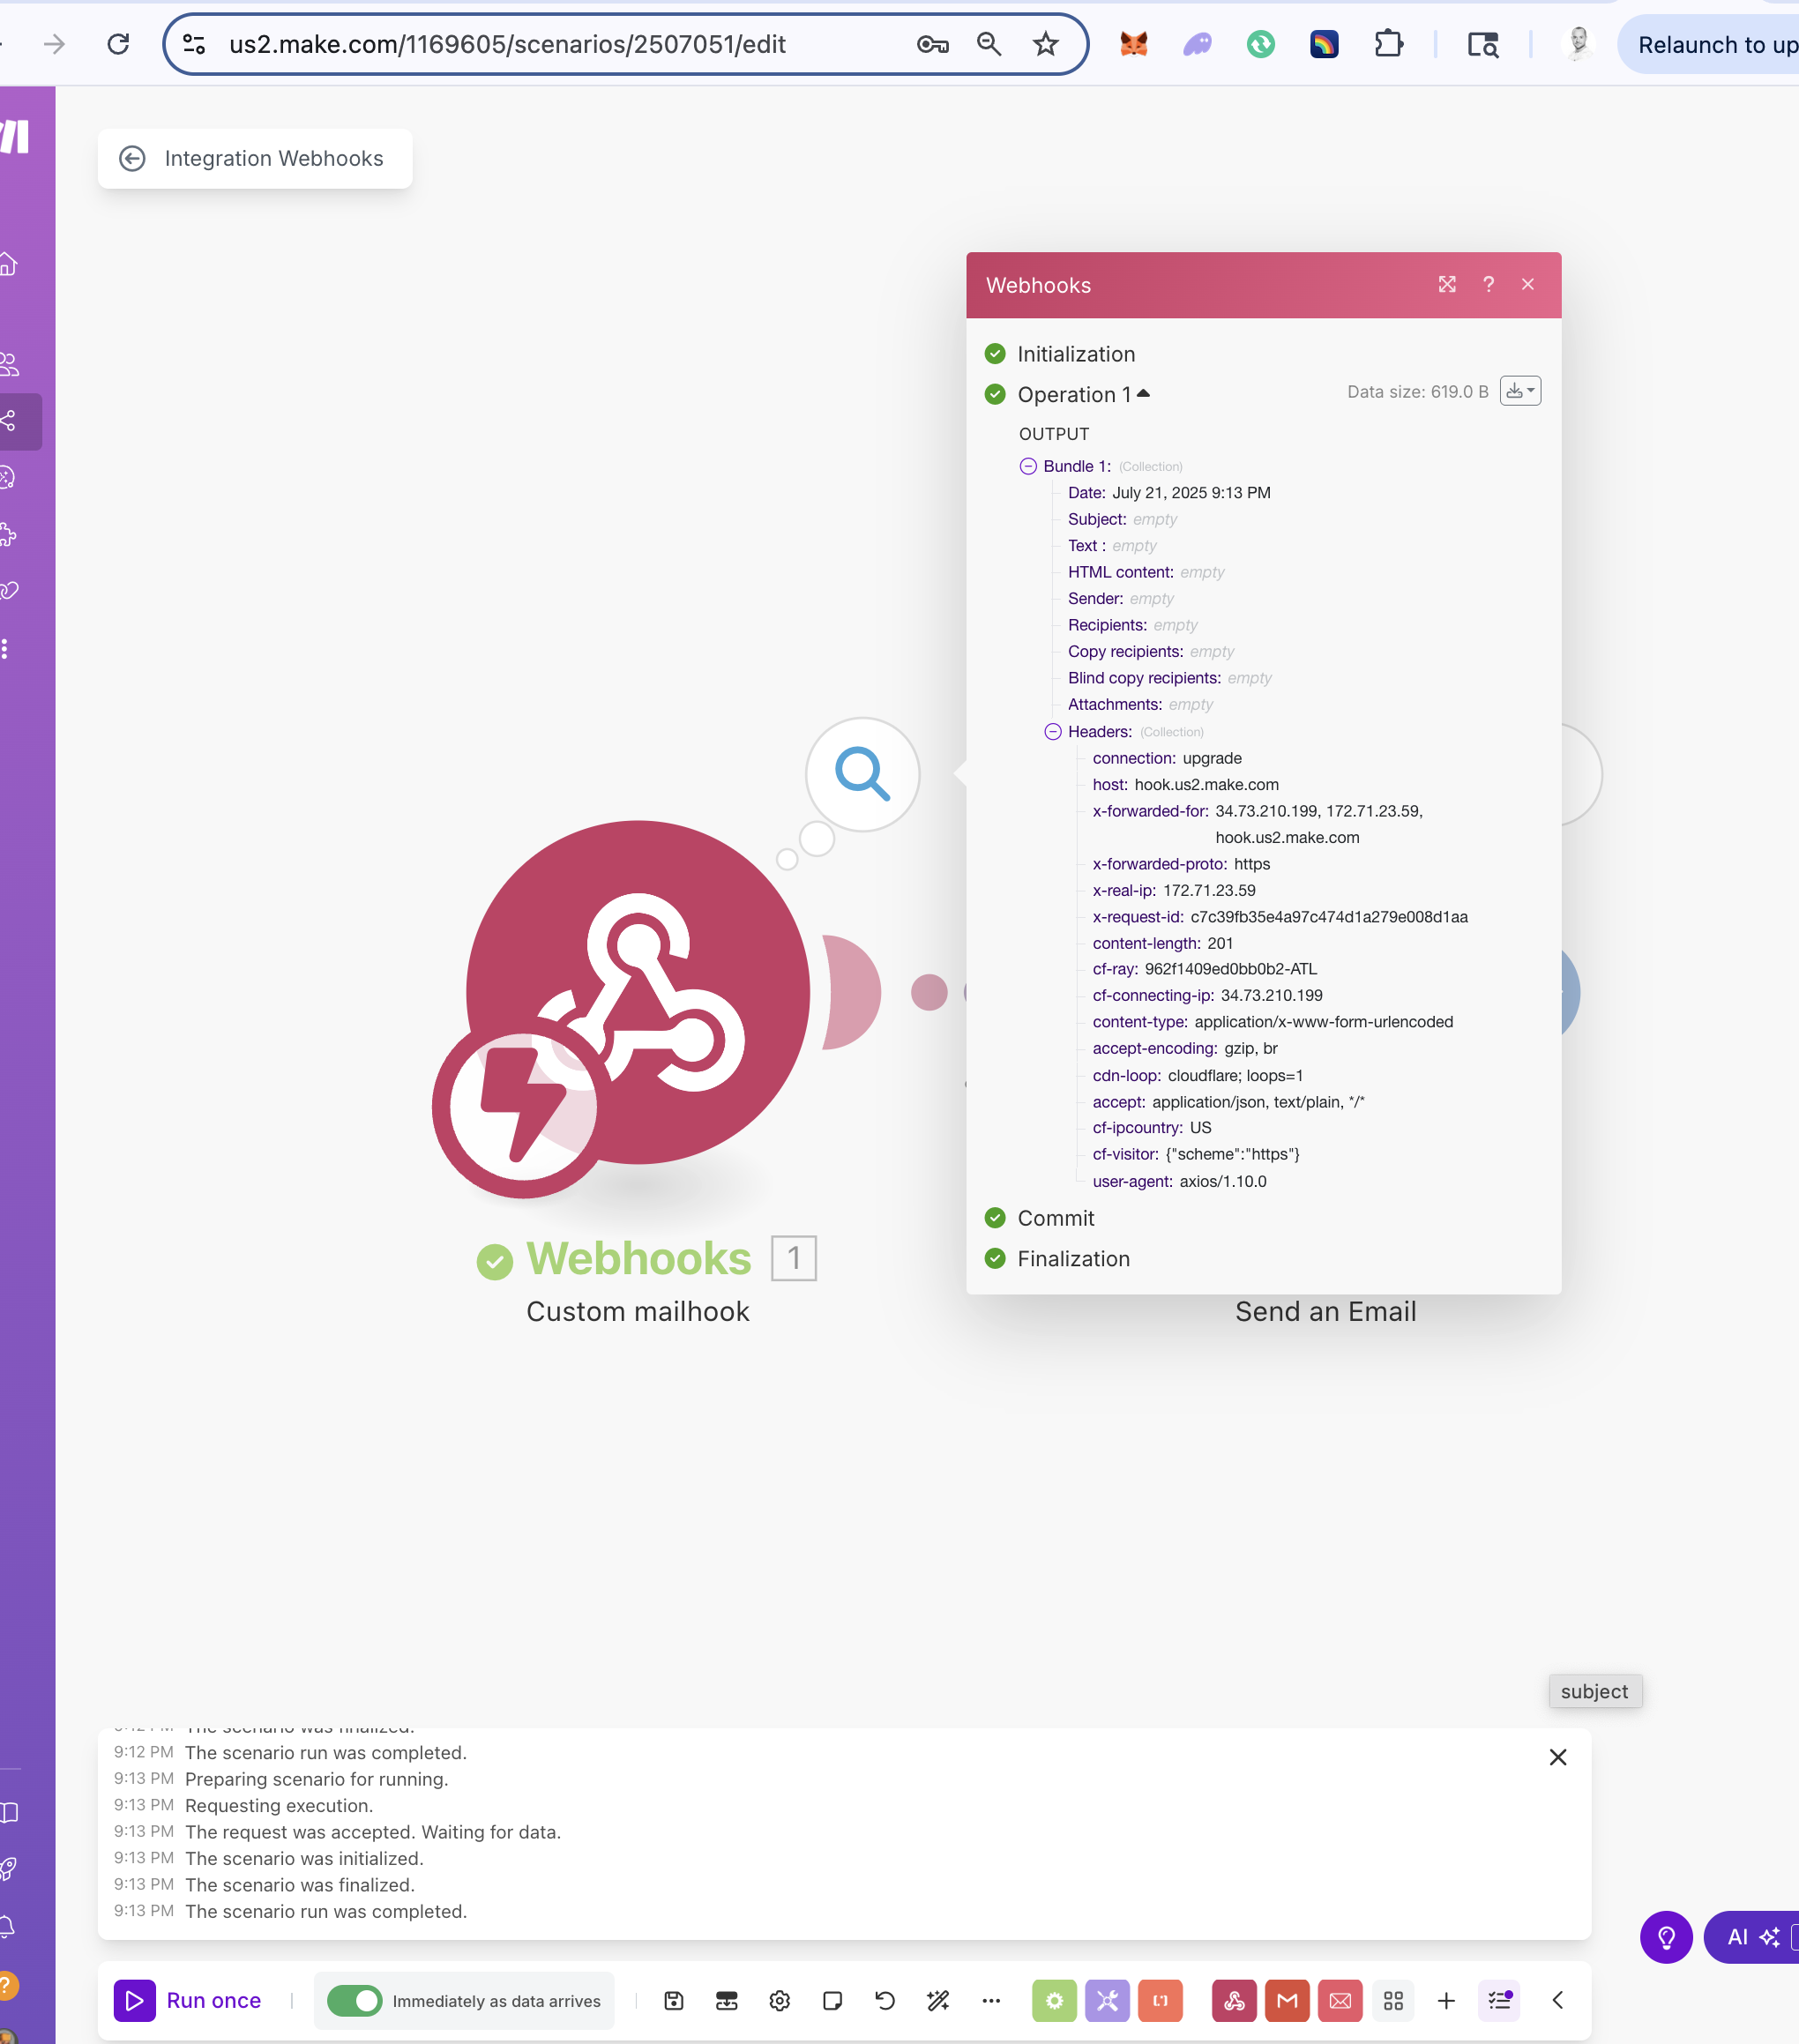 us2.make.com/1169605/scenarios/2507051/edit
Relaunch to up
Integration Webhooks
Webhooks
?
Initialization
Operation 1
Data size: 619.0 B
OUTPUT
Bundle 1: (Collection)
Date: July 21, 2025 9:13 PM
Subject: empty
Text : empty
HTML content: empty
Sender: empty
Recipients: empty
Copy recipients: empty
Blind copy recipients: empty
Attachments: empty
Headers: (Collection)
connection: upgrade
host: hook.us2.make.com
x-forwarded-for: 34.73.210.199, 172.71.23.59,
hook.us2.make.com
x-forwarded-proto: https
x-real-ip: 172.71.23.59
x-request-id: c7c39fb35e4a97c474d1a279e008d1aa
content-length: 201
cf-ray: 962f1409ed0bb0b2-ATL
cf-connecting-ip: 34.73.210.199
content-type: application/x-www-form-urlencoded
accept-encoding: gzip, br
cdn-loop: cloudflare; loops=1
accept: application/json, text/plain, */*
cf-ipcountry: US
cf-visitor: {"scheme":"https"}
user-agent: axios/1.10.0
Commit
Finalization
Webhooks 1
Custom mailhook
Send an Email
subject
9:12 PM The scenario was finalized.
9:12 PM The scenario run was completed.
9:13 PM Preparing scenario for running.
9:13 PM Requesting execution.
9:13 PM The request was accepted. Waiting for data.
9:13 PM The scenario was initialized.
9:13 PM The scenario was finalized.
9:13 PM The scenario run was completed.
AI
?
Run once
Immediately as data arrives